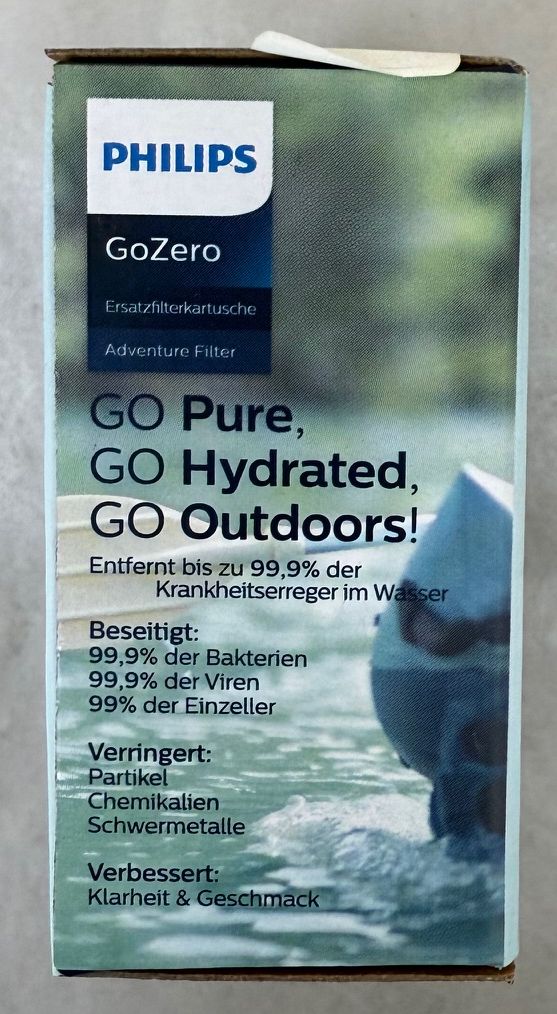 PHILIPS
GoZero
Ersatzfilterkartusche
Adventure Filter
GO Pure,
GO Hydrated,
GO Outdoors!
Entfernt bis zu 99,9% der
Krankheitserreger im Wasser
Beseitigt:
99,9% der Bakterien
99,9% der Viren
99% der Einzeller
Verringert:
Partikel
Chemikalien
Schwermetalle
Verbessert:
Klarheit & Geschmack